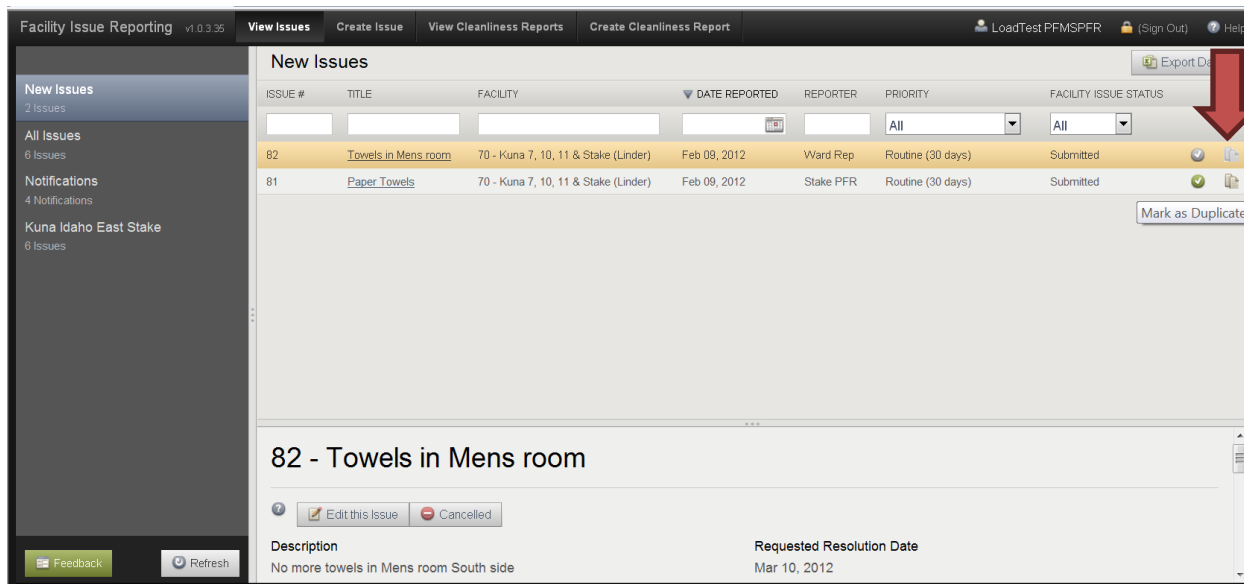 Facility Issue Reporting v1.0.3.35 View Issues Create Issue View Cleanliness Reports Create Cleanliness Report LoadTest PFMSPFR (Sign Out) Help
New Issues
2 Issues
All Issues
6 Issues
Notifications
4 Notifications
Kuna Idaho East Stake
6 Issues
Feedback Refresh
New Issues Export
ISSUE # TITLE FACILITY DATE REPORTED REPORTER PRIORITY FACILITY ISSUE STATUS
All All
82 Towels in Mens room 70 - Kuna 7, 10, 11 & Stake (Linder) Feb 09, 2012 Ward Rep Routine (30 days) Submitted
81 Paper Towels 70 - Kuna 7, 10, 11 & Stake (Linder) Feb 09, 2012 Stake PFR Routine (30 days) Submitted
Mark as Duplicate
82 - Towels in Mens room
Edit this Issue Cancelled
Description Requested Resolution Date
No more towels in Mens room South side Mar 10, 2012